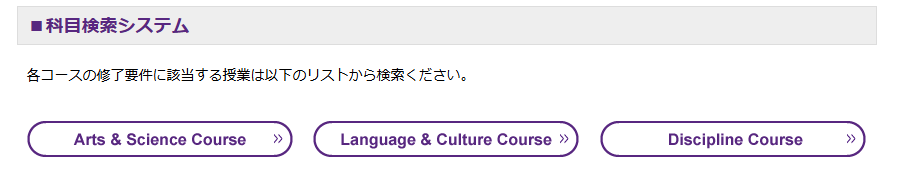 ■科目検索システム
各コースの修了要件に該当する授業は以下のリストから検索ください。
Arts & Science Course »
Language & Culture Course »
Discipline Course »